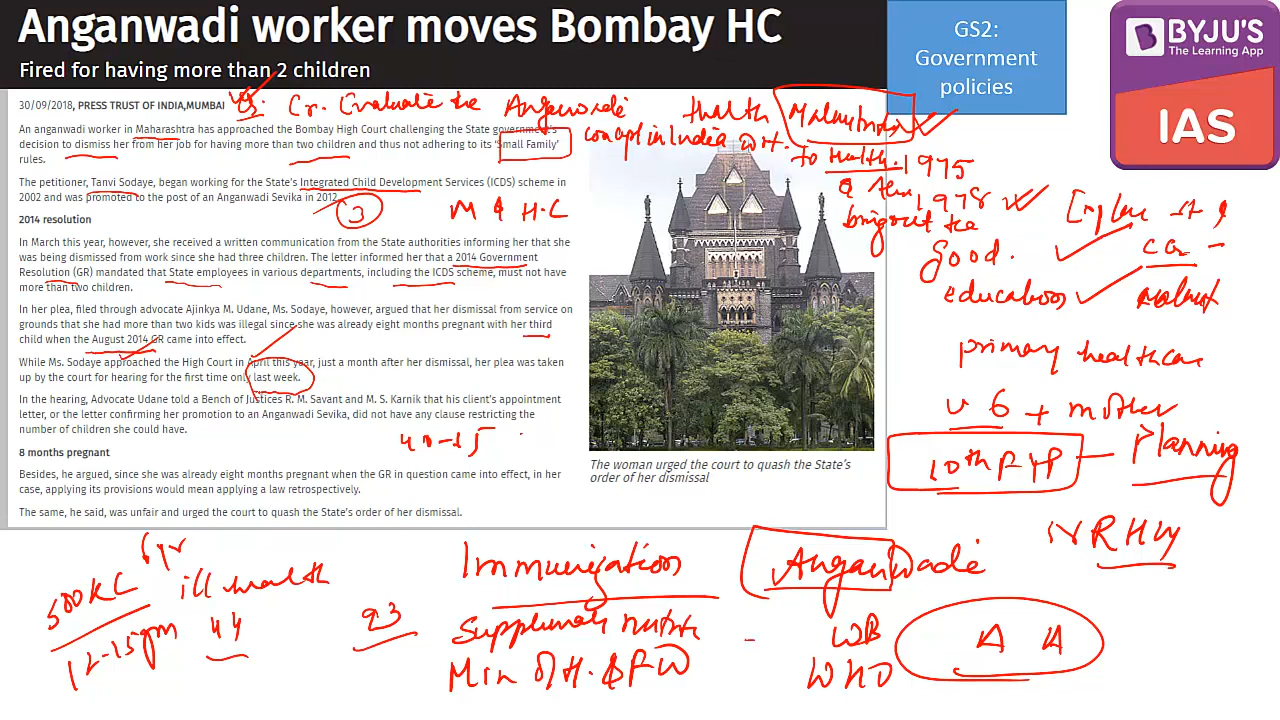 Anganwadi worker moves Bombay HC
Fired for having more than 2 children
GS2:
Government
policies
BYJU'S
The Learning App
IAS
30/09/2018, PRESS TRUST OF INDIA,MUMBAI
An anganwadi worker in Maharashtra has approached the Bombay High Court challenging the State government's
decision to dismiss her from her job for having more than two children and thus not adhering to its 'Small Family'
rules.
The petitioner, Tanvi Sodaye, began working for the State's Integrated Child Development Services (ICDS) scheme in
2002 and was promoted to the post of an Anganwadi Sevika in 2012.
2014 resolution
In March this year, however, she received a written communication from the State authorities informing her that she
was being dismissed from work since she had three children. The letter informed her that a 2014 Government
Resolution (GR) mandated that State employees in various departments, including the ICDS scheme, must not have
more than two children.
In her plea, filed through advocate Ajinkya M. Udane, Ms. Sodaye, however, argued that her dismissal from service on
grounds that she had more than two kids was illegal since she was already eight months pregnant with her third
child when the August 2014 GR came into effect.
While Ms. Sodaye approached the High Court in April this year, just a month after her dismissal, her plea was taken
up by the court for hearing for the first time only last week.
In the hearing, Advocate Udane told a Bench of Justices R. M. Savant and M. S. Karnik that his client's appointment
letter, or the letter confirming her promotion to an Anganwadi Sevika, did not have any clause restricting the
number of children she could have.
8 months pregnant
Besides, he argued, since she was already eight months pregnant when the GR in question came into effect, in her
case, applying its provisions would mean applying a law retrospectively.
The same, he said, was unfair and urged the court to quash the State's order of her dismissal.
The woman urged the court to quash the State's
order of her dismissal
Cr. Evaluate the Anganwadi health Malnutrition
concept in India w.r.t.
to Health. 1975
1978
bring out the
3
M & H.C
Good.
education
primary healthcare
U 6 + mother
10th FYP - Planning
40-45
NRHM
6 yr
500KC ill health
12-15gm 44
93
Immunization
Supplementary nutrition
Min of H. & FW
Anganwadi
WB
WHO
A A